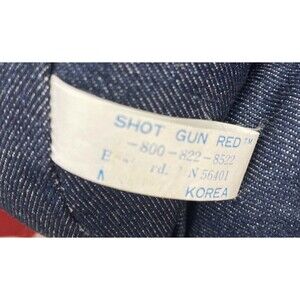 SHOT GUN RED™
-800-822-8522
N 56401
KOREA